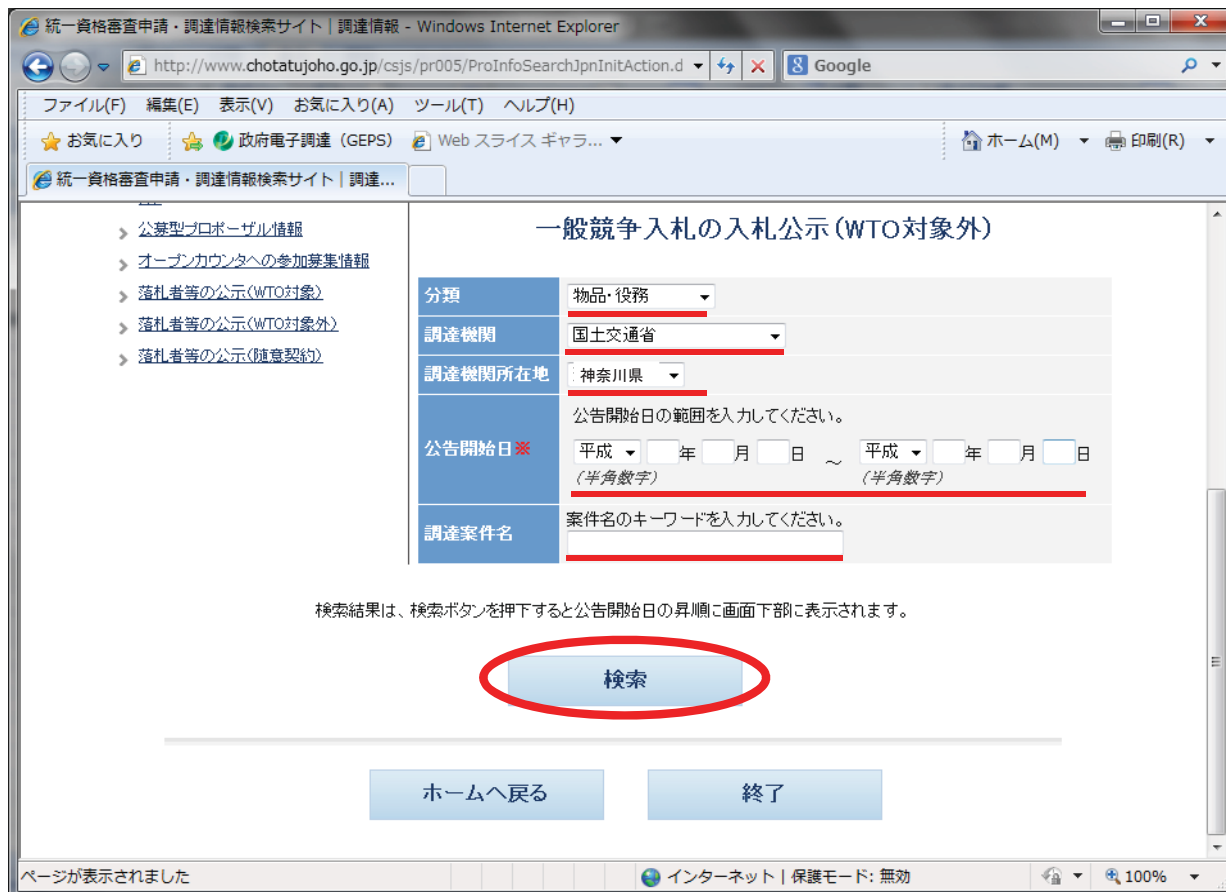 統一資格審査申請・調達情報検索サイト | 調達情報 - Windows Internet Explorer
http://www.chotatujoho.go.jp/csjs/pr005/ProInfoSearchJpnInitAction.d
Google
ファイル(F) 編集(E) 表示(V) お気に入り(A) ツール(T) ヘルプ(H)
お気に入り 政府電子調達 (GEPS) Web スライス ギャラ... ホーム(M) 印刷(R)
統一資格審査申請・調達情報検索サイト | 調達...
公募型プロポーザル情報
オープンカウンタへの参加募集情報
落札者等の公示(WTO対象)
落札者等の公示(WTO対象外)
落札者等の公示(随意契約)
一般競争入札の入札公示(WTO対象外)
分類 物品・役務
調達機関 国土交通省
調達機関所在地 神奈川県
公告開始日※
公告開始日の範囲を入力してください。
平成 年 月 日 ～ 平成 年 月 日
(半角数字) (半角数字)
調達案件名
案件名のキーワードを入力してください。
検索結果は、検索ボタンを押下すると公告開始日の昇順に画面下部に表示されます。
検索
ホームへ戻る 終了
ページが表示されました インターネット | 保護モード: 無効 100%